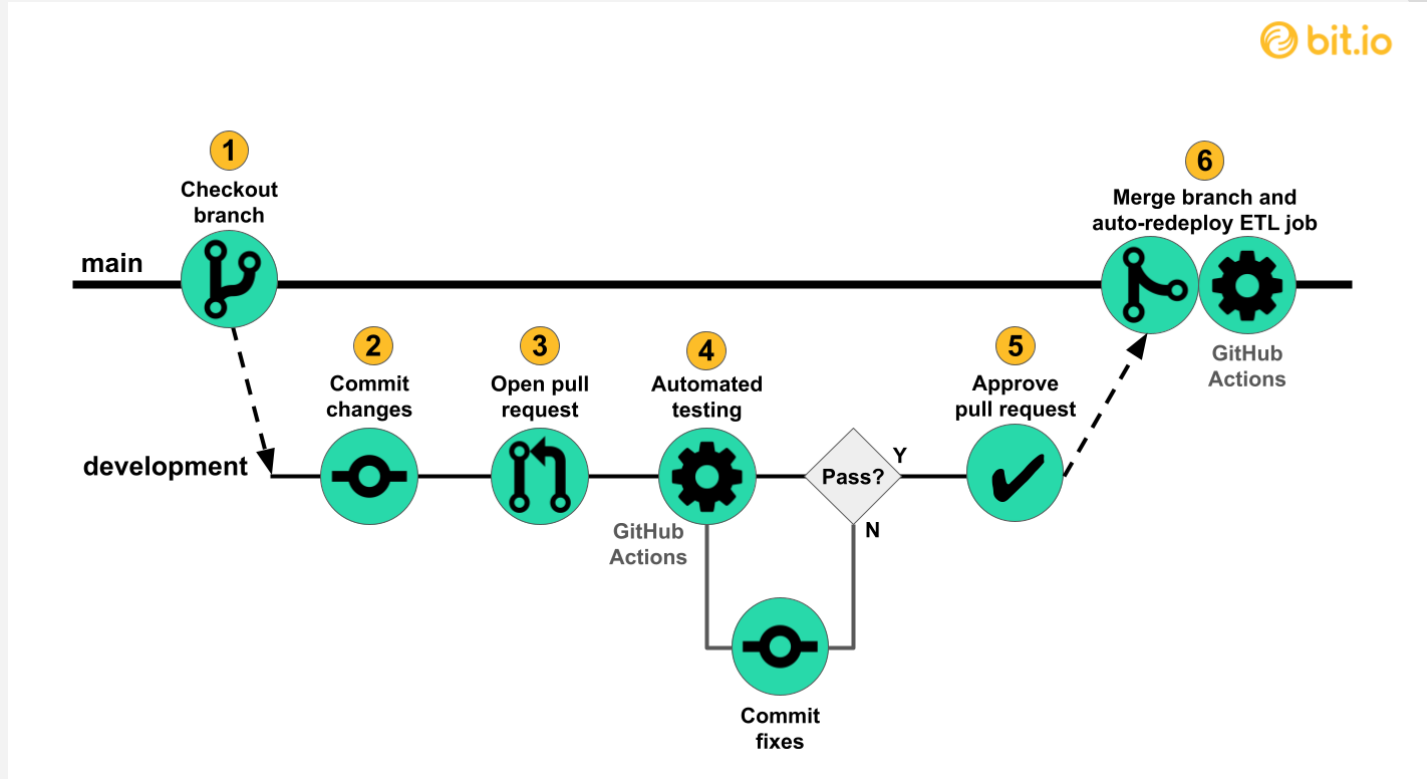 bit.io
1
Checkout
branch
6
Merge branch and
auto-redeploy ETL job
main
GitHub
Actions
2
Commit
changes
3
Open pull
request
4
Automated
testing
5
Approve
pull request
development
Pass?
Y
N
GitHub
Actions
Commit
fixes